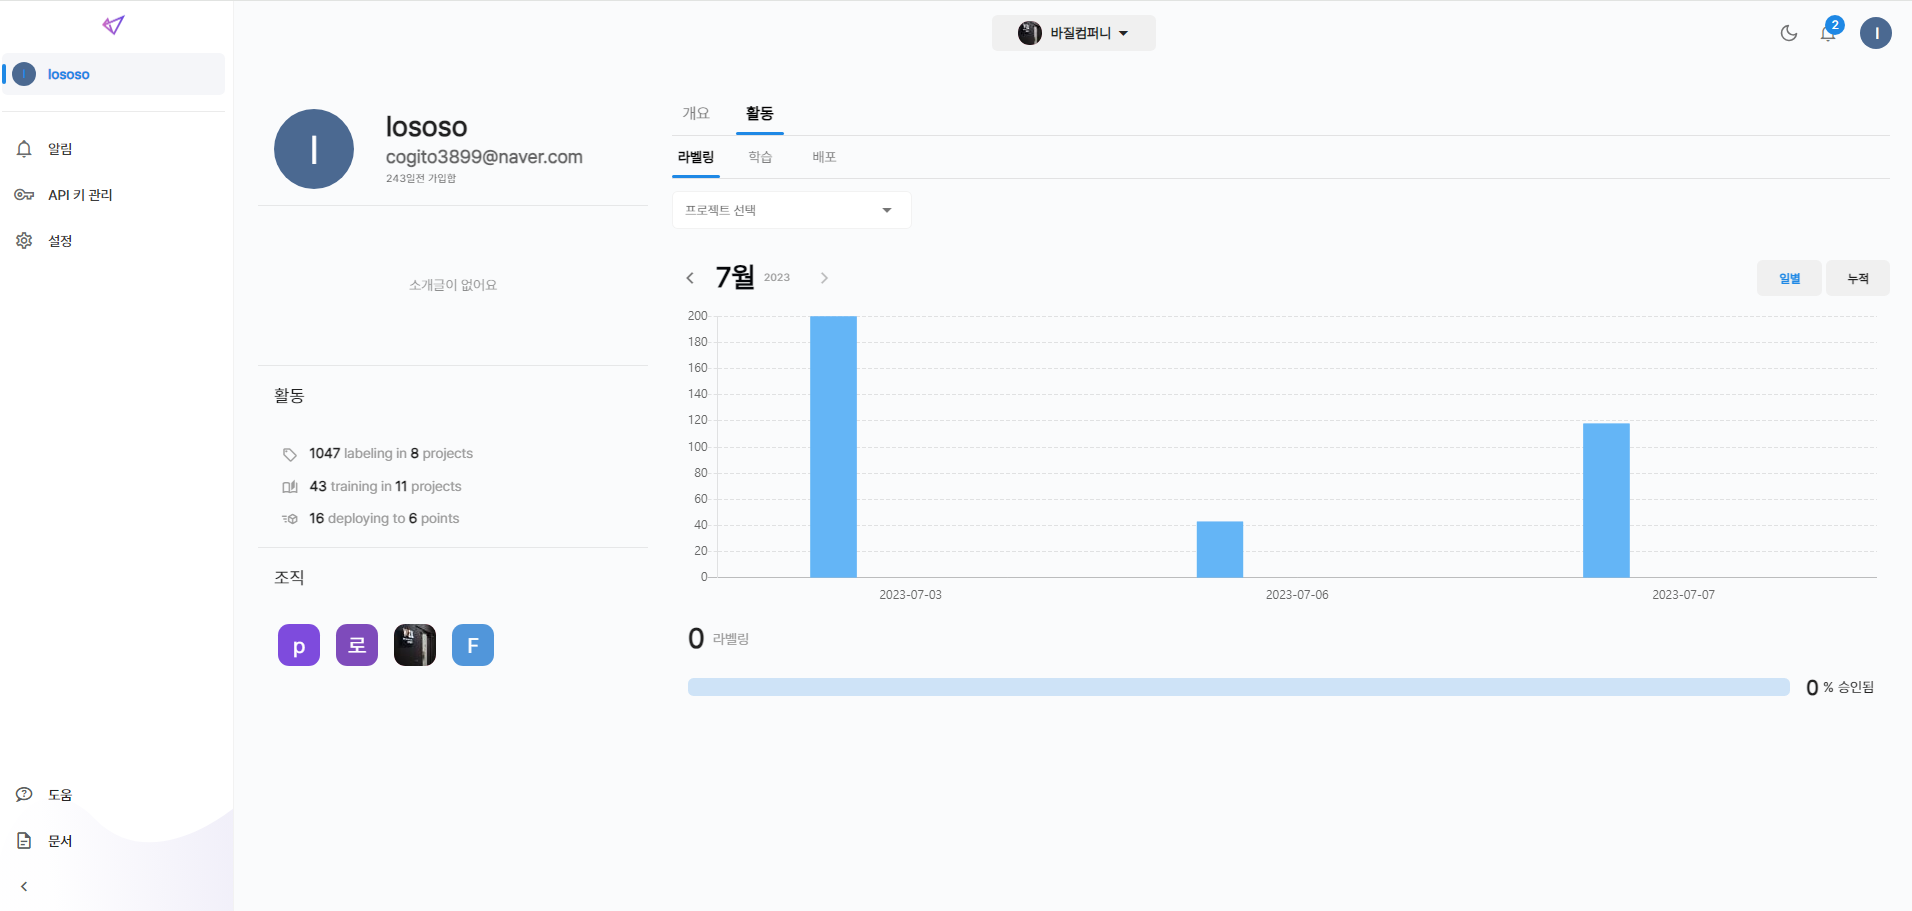 lososo
알림
API 키 관리
설정
도움
문서
바질컴퍼니
2
l
l
lososo
cogito3899@naver.com
243일전 가입함
소개글이 없어요
활동
1047 labeling in 8 projects
43 training in 11 projects
16 deploying to 6 points
조직
p
로
F
개요
활동
라벨링
학습
배포
프로젝트 선택
7월 2023
일별
누적
200
180
160
140
120
100
80
60
40
20
0
2023-07-03
2023-07-06
2023-07-07
0 라벨링
0 % 승인됨